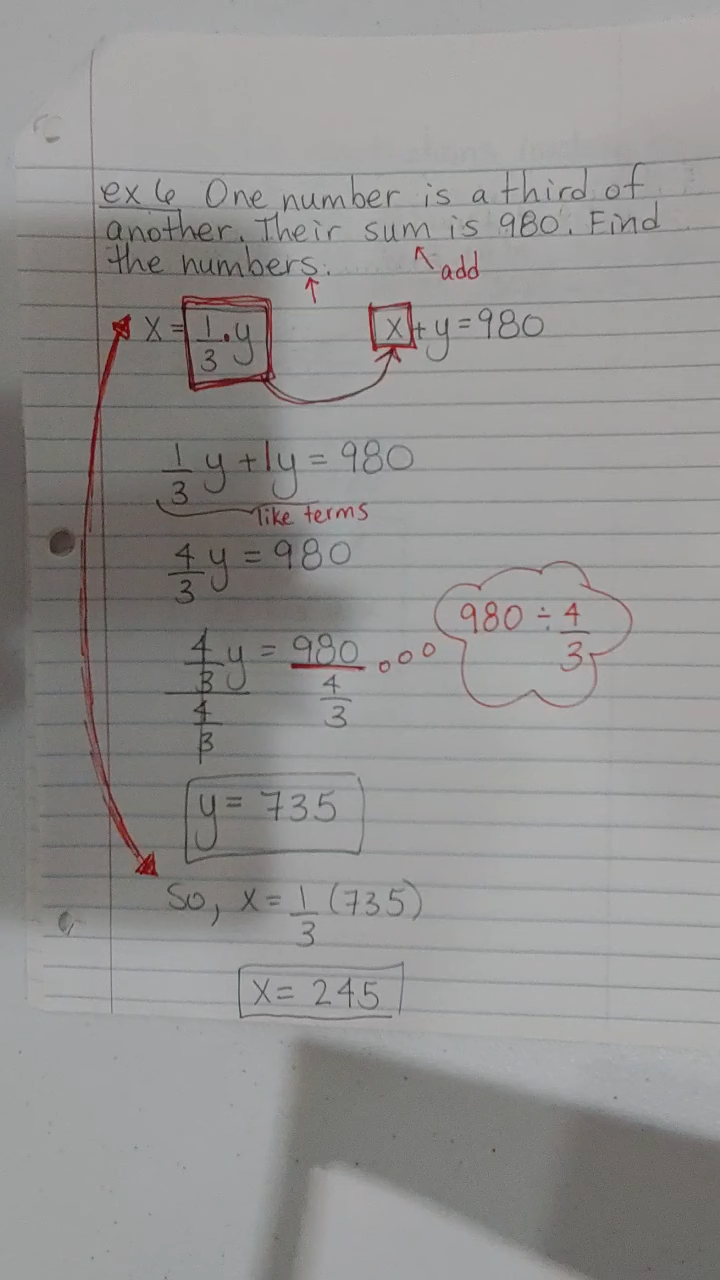 ex 6 One number is a third of
another. Their sum is 980. Find
the numbers.
add
x = 1/3 · y
x + y = 980
1/3 y + 1y = 980
like terms
4/3 y = 980
4/3 y = 980
4/3 4/3
980 ÷ 4/3
y = 735
So, x = 1/3 (735)
x = 245